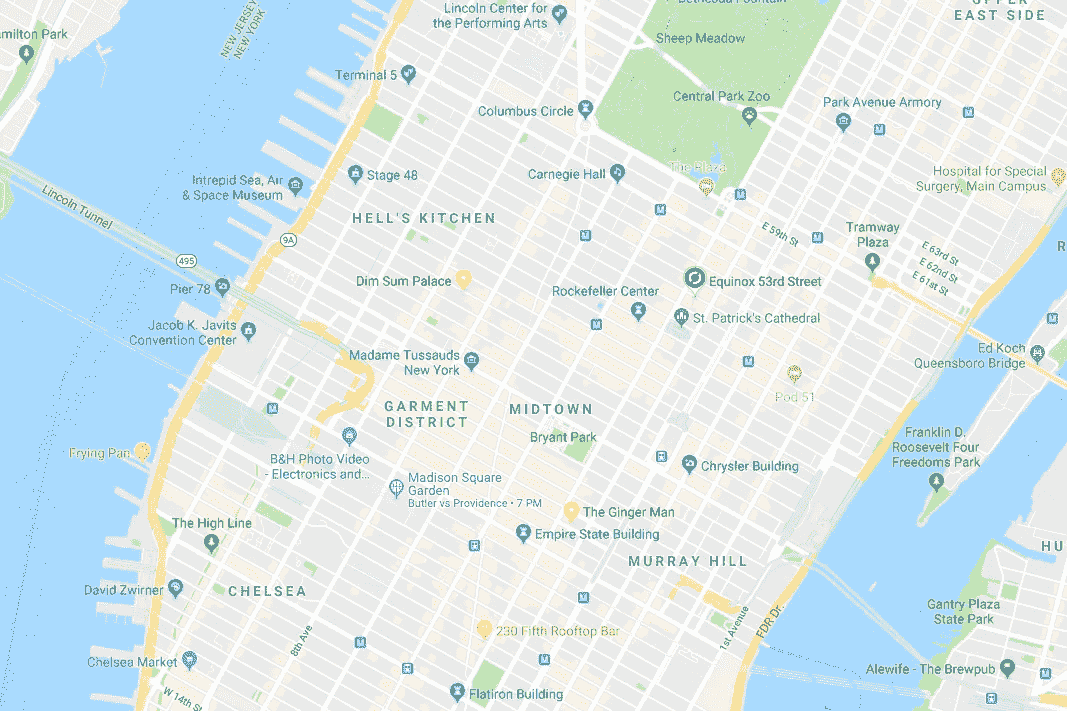 Lincoln Center for
the Performing Arts
Bethesda Fountain
UPPER
EAST SIDE
NEW JERSEY
NEW YORK
amilton Park
Sheep Meadow
Terminal 5
Columbus Circle
Central Park Zoo
Park Avenue Armory
The Plaza
Stage 48
Carnegie Hall
Hospital for Special
Surgery, Main Campus
Intrepid Sea, Air
& Space Museum
Lincoln Tunnel
HELL'S KITCHEN
9A
E 59th St
Tramway
Plaza
E 63rd St
E 62nd St
E 61st St
R
495
Pier 78
Dim Sum Palace
Rockefeller Center
Equinox 53rd Street
Jacob K. Javits
Convention Center
St. Patrick's Cathedral
Madame Tussauds
New York
Ed Koch
Queensboro Bridge
Pod 51
GARMENT
DISTRICT
MIDTOWN
Bryant Park
Frying Pan
B&H Photo Video
- Electronics and...
Franklin D.
Roosevelt Four
Freedoms Park
Chrysler Building
Madison Square
Garden
Butler vs Providence • 7 PM
The High Line
The Ginger Man
Empire State Building
MURRAY HILL
HU
David Zwirner
CHELSEA
Gantry Plaza
State Park
FDR Dr.
1st Avenue
8th Ave
230 Fifth Rooftop Bar
Chelsea Market
Alewife - The Brewpub
W 14th St
Flatiron Building